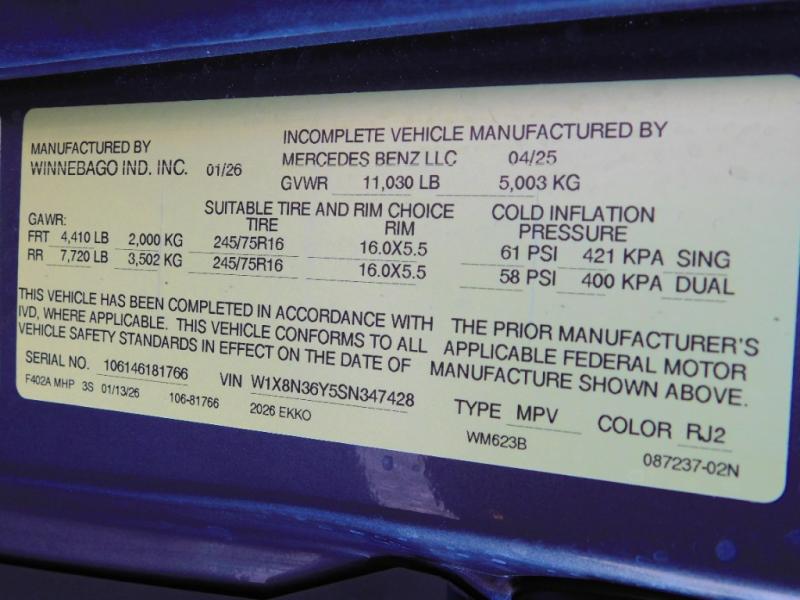 MANUFACTURED BY
WINNEBAGO IND. INC. 01/26
INCOMPLETE VEHICLE MANUFACTURED BY
MERCEDES BENZ LLC 04/25
GVWR 11,030 LB 5,003 KG
GAWR: SUITABLE TIRE AND RIM CHOICE COLD INFLATION
TIRE RIM PRESSURE
FRT 4,410 LB 2,000 KG 245/75R16 16.0X5.5 61 PSI 421 KPA SING
RR 7,720 LB 3,502 KG 245/75R16 16.0X5.5 58 PSI 400 KPA DUAL
THIS VEHICLE HAS BEEN COMPLETED IN ACCORDANCE WITH THE PRIOR MANUFACTURER'S
IVD, WHERE APPLICABLE. THIS VEHICLE CONFORMS TO ALL APPLICABLE FEDERAL MOTOR
VEHICLE SAFETY STANDARDS IN EFFECT ON THE DATE OF MANUFACTURE SHOWN ABOVE.
SERIAL NO. 106146181766 VIN W1X8N36Y5SN347428 TYPE MPV COLOR RJ2
F402A MHP 3S 01/13/26 106-81766 2026 EKKO WM623B 087237-02N